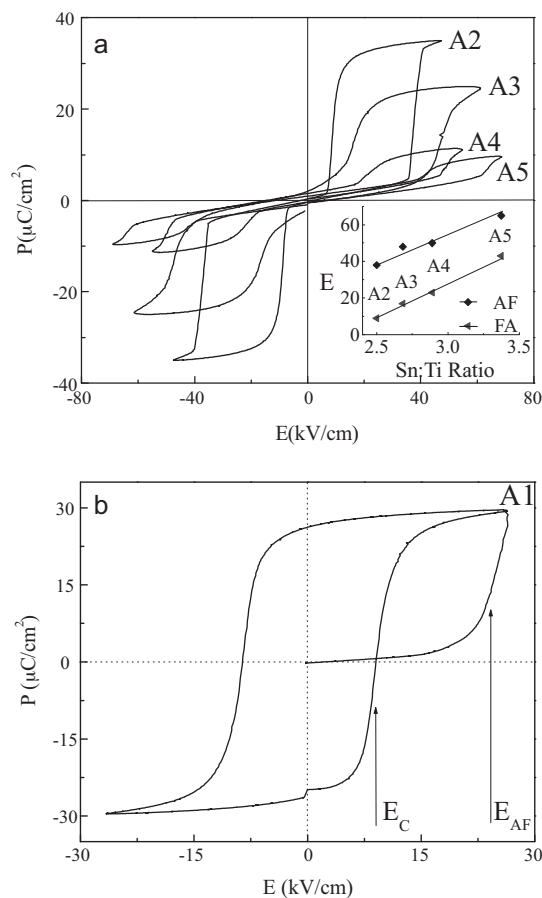 a
40
20
0
-20
-40
P(μC/cm²)
-80
-40
0
40
80
E(kV/cm)
A2
A3
A4
A5
60
40
20
0
E
A2
A3
A4
A5
AF
FA
2.5
3.0
3.5
Sn;Ti Ratio
b
30
15
0
-15
-30
P (μC/cm²)
-30
-15
0
15
30
E (kV/cm)
A1
E_C
E_AF